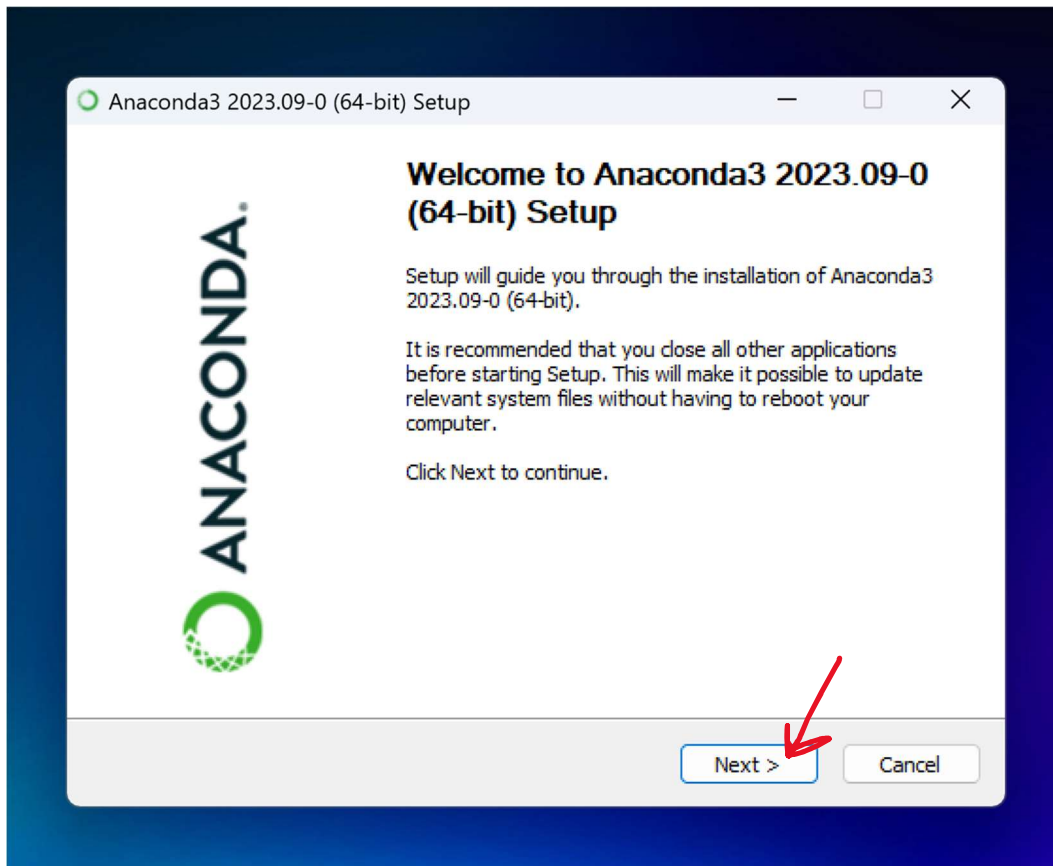 Anaconda3 2023.09-0 (64-bit) Setup
ANACONDA.
Welcome to Anaconda3 2023.09-0
(64-bit) Setup
Setup will guide you through the installation of Anaconda3
2023.09-0 (64-bit).
It is recommended that you close all other applications
before starting Setup. This will make it possible to update
relevant system files without having to reboot your
computer.
Click Next to continue.
Next >
Cancel